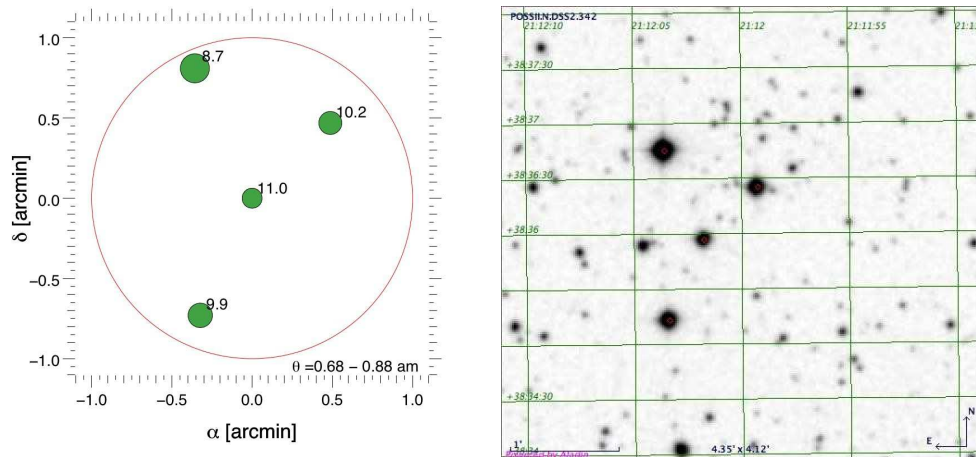 1.0
0.5
0.0
−0.5
−1.0
δ [arcmin]
8.7
10.2
11.0
9.9
θ =0.68 − 0.88 am
−1.0 −0.5 0.0 0.5 1.0
α [arcmin]
POSSII.N.DSS2.342
21:12:10 21:12:05 21:12 21:11:55
+38:37:30
+38:37
+38:36:30
+38:36
+38:34:30
1'
4.35' x 4.12'
N
E
Powered by Aladin